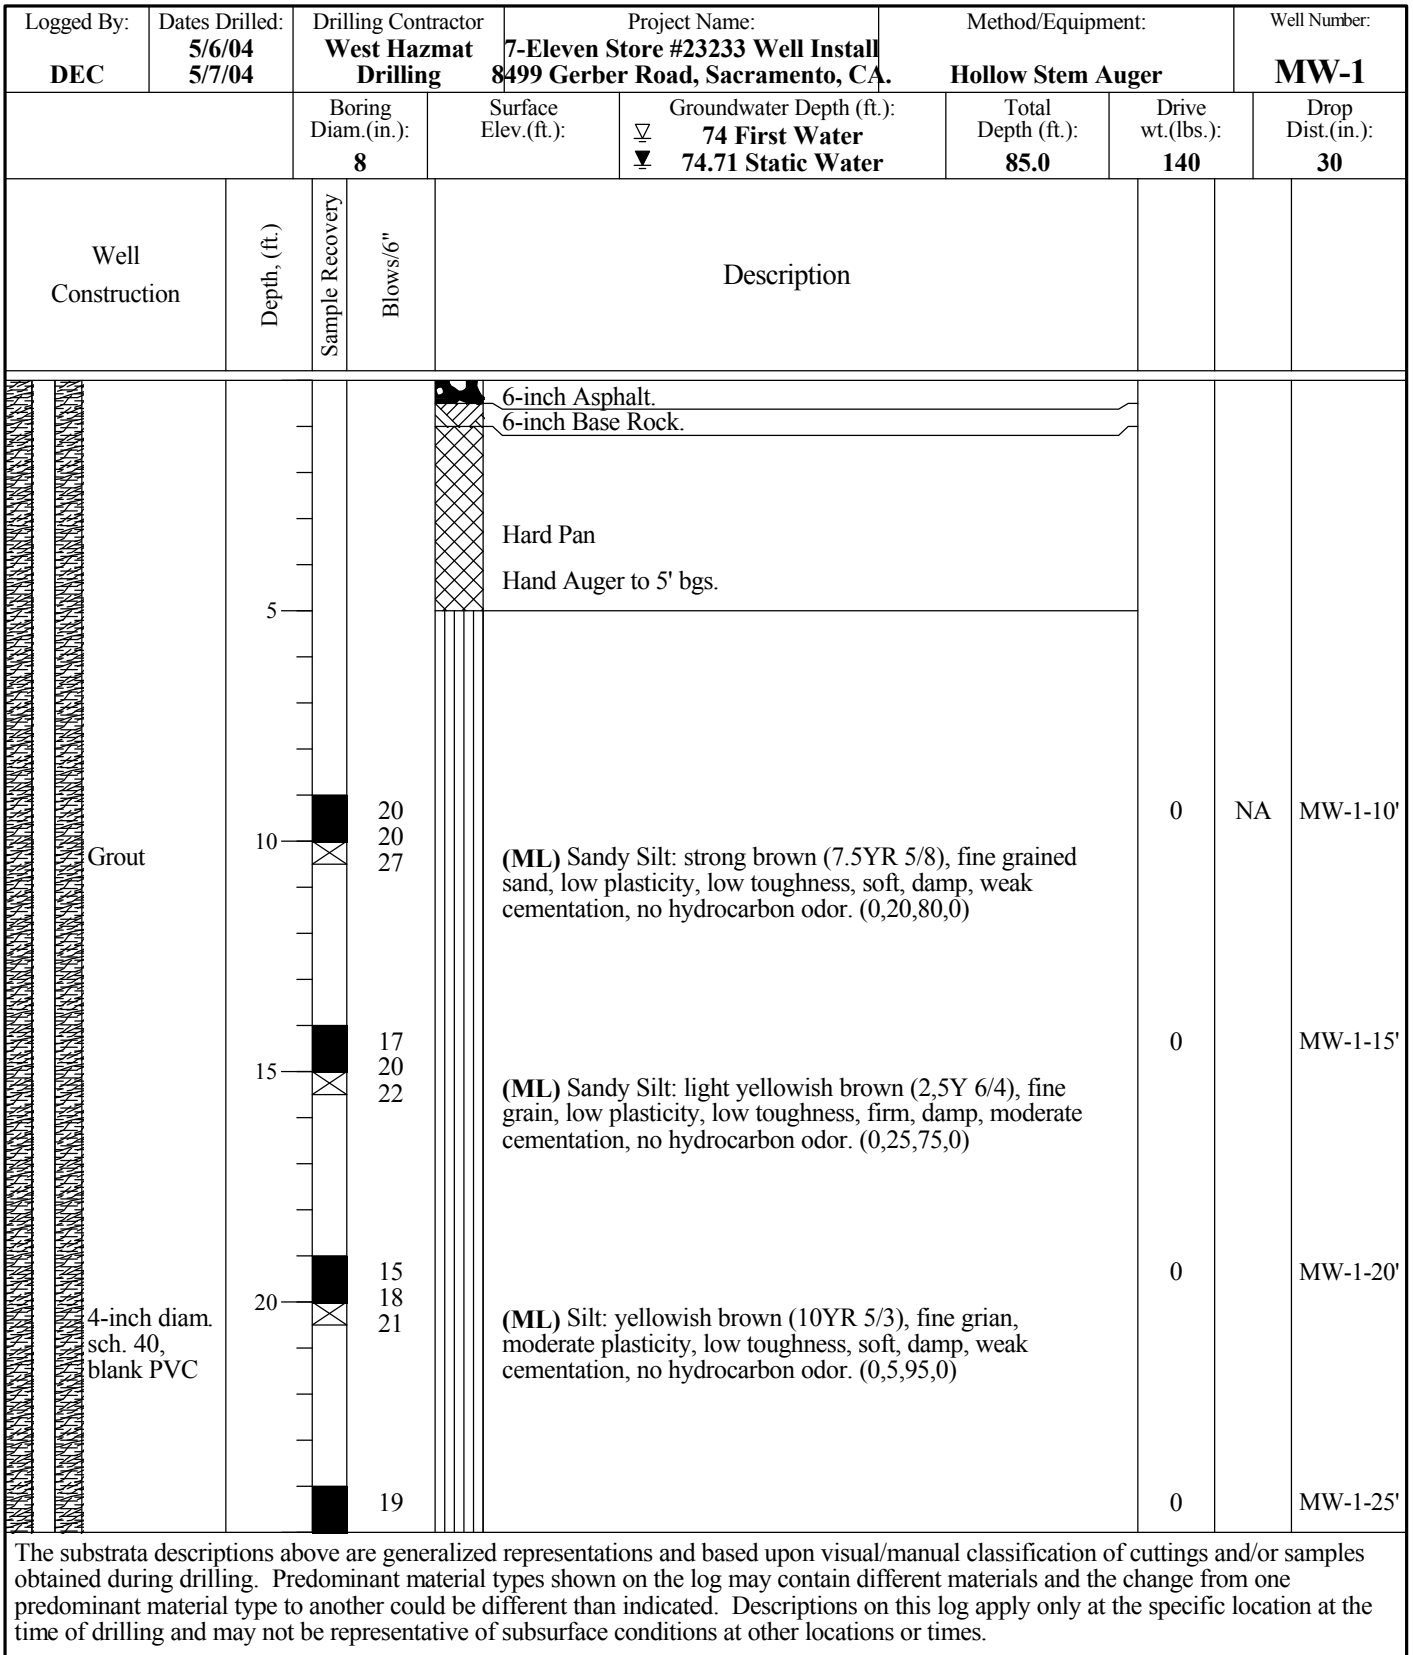 Logged By: Dates Drilled: Drilling Contractor Project Name: Method/Equipment: Well Number:
5/6/04 West Hazmat 7-Eleven Store #23233 Well Install
DEC 5/7/04 Drilling 8499 Gerber Road, Sacramento, CA. Hollow Stem Auger MW-1
Boring Surface Groundwater Depth (ft.): Total Drive Drop
Diam.(in.): Elev.(ft.): 74 First Water Depth (ft.): wt.(lbs.): Dist.(in.):
8 74.71 Static Water 85.0 140 30
Well
Construction
Depth, (ft.)
Sample Recovery
Blows/6"
Description
6-inch Asphalt.
6-inch Base Rock.
Hard Pan
Hand Auger to 5' bgs.
5
20 0 NA MW-1-10'
10 20
Grout 27 (ML) Sandy Silt: strong brown (7.5YR 5/8), fine grained
sand, low plasticity, low toughness, soft, damp, weak
cementation, no hydrocarbon odor. (0,20,80,0)
17 0 MW-1-15'
15 20
22 (ML) Sandy Silt: light yellowish brown (2,5Y 6/4), fine
grain, low plasticity, low toughness, firm, damp, moderate
cementation, no hydrocarbon odor. (0,25,75,0)
15 0 MW-1-20'
20 18
4-inch diam. 21 (ML) Silt: yellowish brown (10YR 5/3), fine grian,
sch. 40, moderate plasticity, low toughness, soft, damp, weak
blank PVC cementation, no hydrocarbon odor. (0,5,95,0)
19 0 MW-1-25'
The substrata descriptions above are generalized representations and based upon visual/manual classification of cuttings and/or samples
obtained during drilling. Predominant material types shown on the log may contain different materials and the change from one
predominant material type to another could be different than indicated. Descriptions on this log apply only at the specific location at the
time of drilling and may not be representative of subsurface conditions at other locations or times.